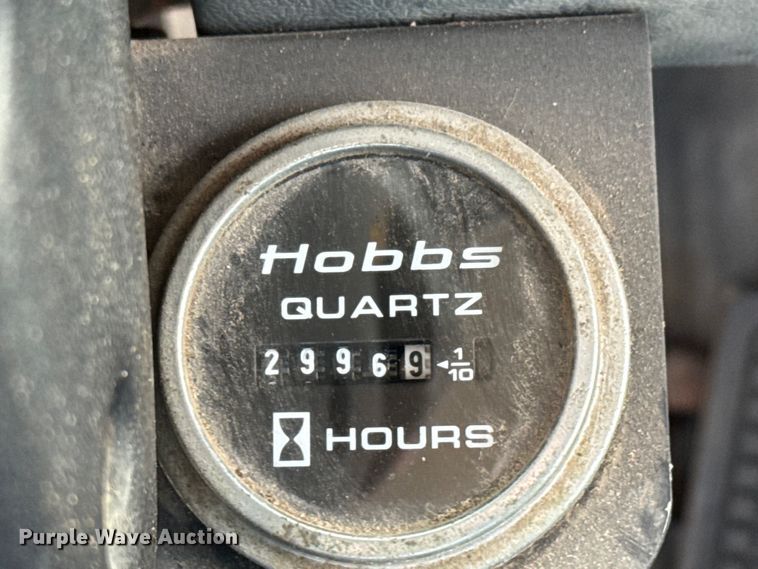 Hobbs
QUARTZ
29969 ◄1/10
HOURS
Purple Wave Auction